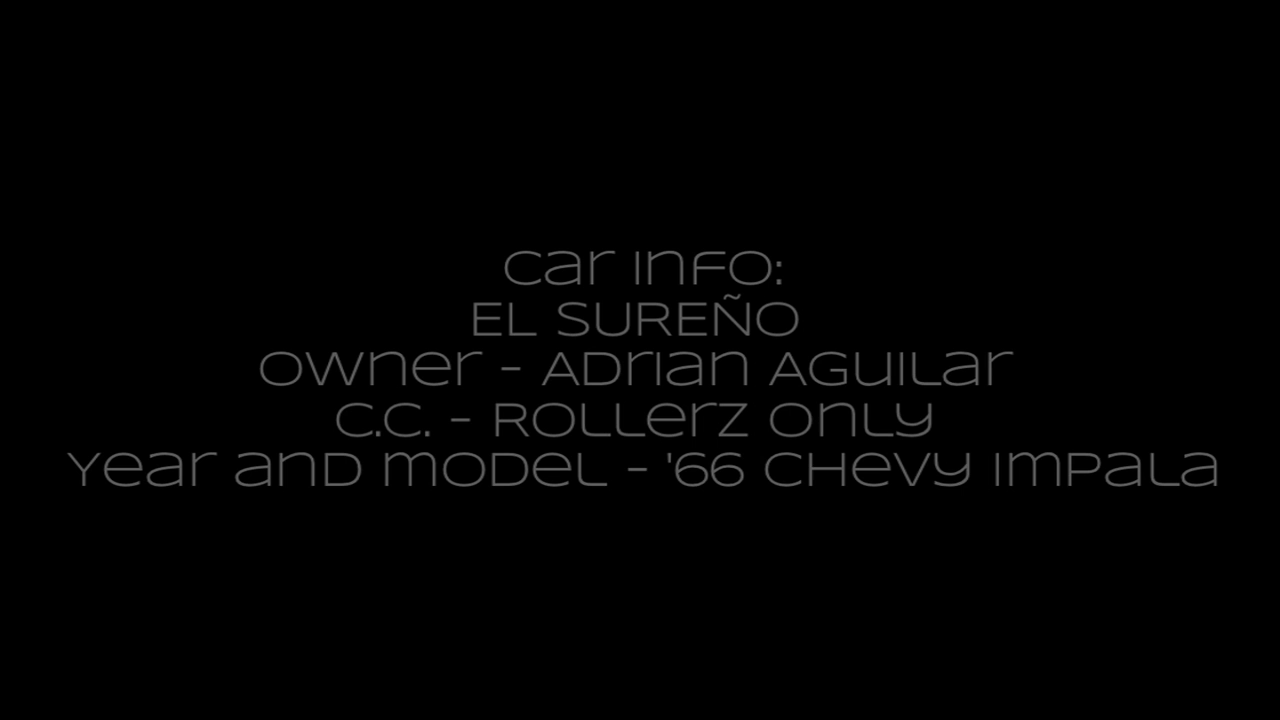 Car Info:
EL SUREÑO
Owner - Adrian Aguilar
C.C. - Rollerz Only
Year and model - '66 Chevy Impala